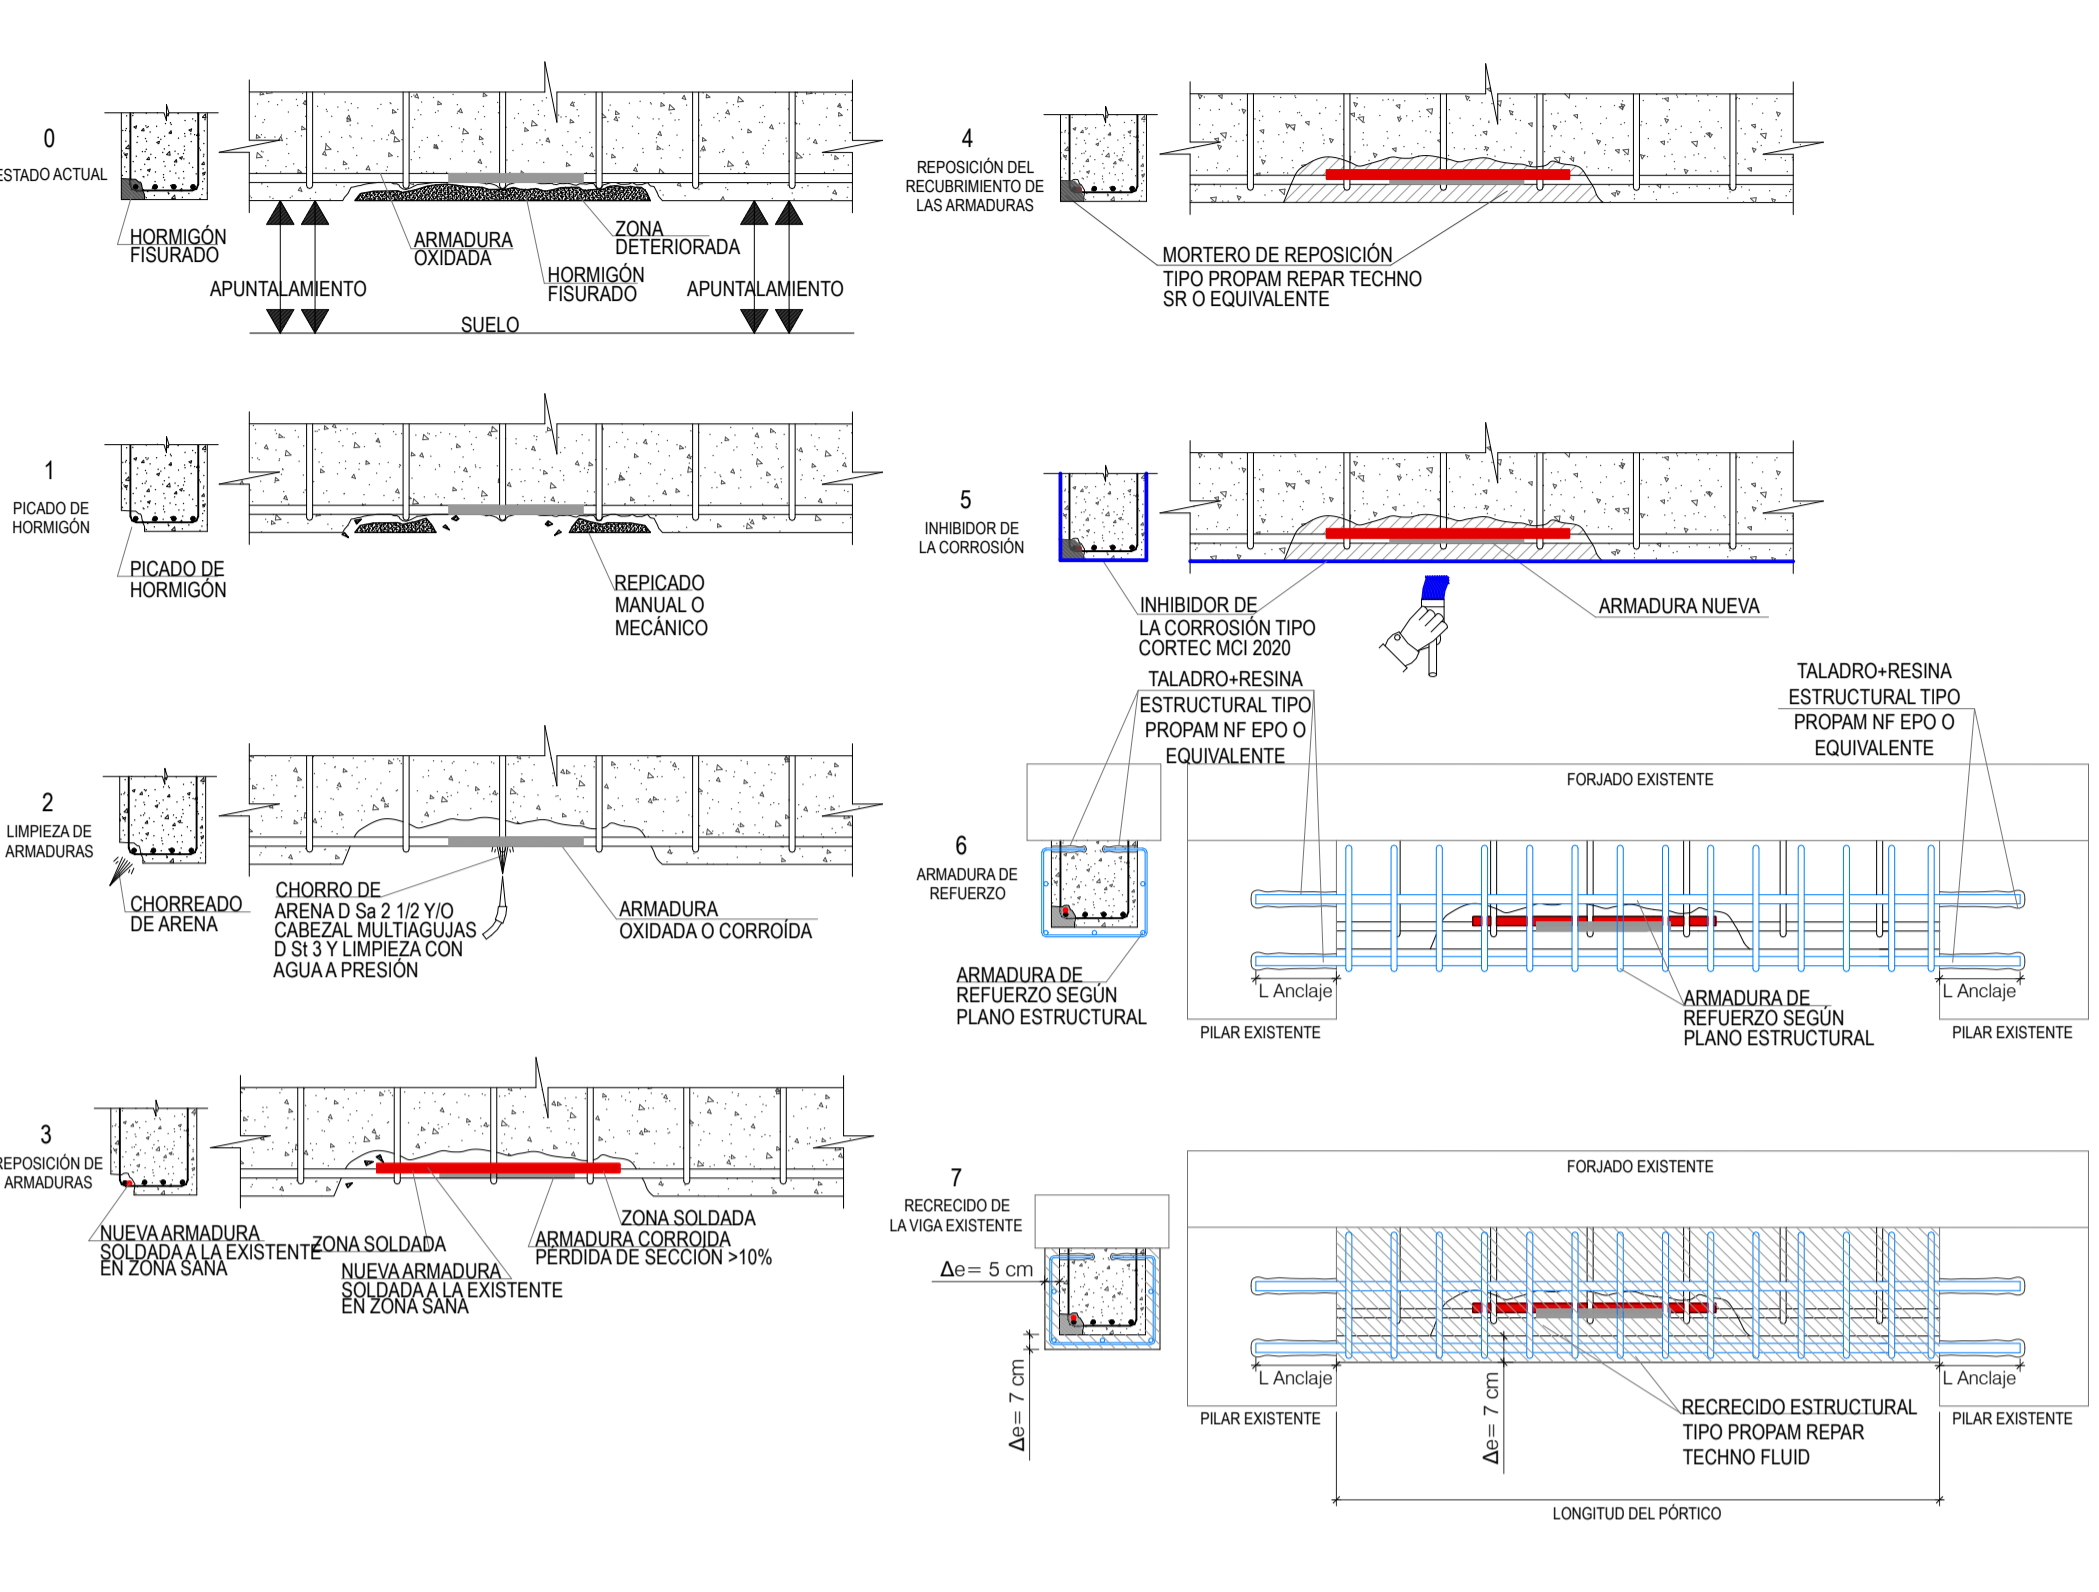 0
ESTADO ACTUAL
HORMIGÓN
FISURADO
ARMADURA
OXIDADA
ZONA
DETERIORADA
HORMIGÓN
FISURADO
APUNTALAMIENTO
APUNTALAMIENTO
SUELO
1
PICADO DE
HORMIGÓN
PICADO DE
HORMIGÓN
REPICADO
MANUAL O
MECÁNICO
2
LIMPIEZA DE
ARMADURAS
CHORREADO
DE ARENA
CHORRO DE
ARENA D Sa 2 1/2 Y/O
CABEZAL MULTIAGUJAS
D St 3 Y LIMPIEZA CON
AGUA A PRESIÓN
ARMADURA
OXIDADA O CORROÍDA
3
REPOSICIÓN DE
ARMADURAS
NUEVA ARMADURA
SOLDADA A LA EXISTENTE
EN ZONA SANA
ZONA SOLDADA
NUEVA ARMADURA
SOLDADA A LA EXISTENTE
EN ZONA SANA
ZONA SOLDADA
ARMADURA CORROIDA
PÉRDIDA DE SECCIÓN >10%
4
REPOSICIÓN DEL
RECUBRIMIENTO DE
LAS ARMADURAS
MORTERO DE REPOSICIÓN
TIPO PROPAM REPAR TECHNO
SR O EQUIVALENTE
5
INHIBIDOR DE
LA CORROSIÓN
INHIBIDOR DE
LA CORROSIÓN TIPO
CORTEC MCI 2020
ARMADURA NUEVA
TALADRO+RESINA
ESTRUCTURAL TIPO
PROPAM NF EPO O
EQUIVALENTE
TALADRO+RESINA
ESTRUCTURAL TIPO
PROPAM NF EPO O
EQUIVALENTE
FORJADO EXISTENTE
6
ARMADURA DE
REFUERZO
ARMADURA DE
REFUERZO SEGÚN
PLANO ESTRUCTURAL
L Anclaje
L Anclaje
ARMADURA DE
REFUERZO SEGÚN
PLANO ESTRUCTURAL
PILAR EXISTENTE
PILAR EXISTENTE
7
RECRECIDO DE
LA VIGA EXISTENTE
FORJADO EXISTENTE
Δe= 5 cm
Δe= 7 cm
L Anclaje
L Anclaje
Δe= 7 cm
PILAR EXISTENTE
PILAR EXISTENTE
RECRECIDO ESTRUCTURAL
TIPO PROPAM REPAR
TECHNO FLUID
LONGITUD DEL PÓRTICO